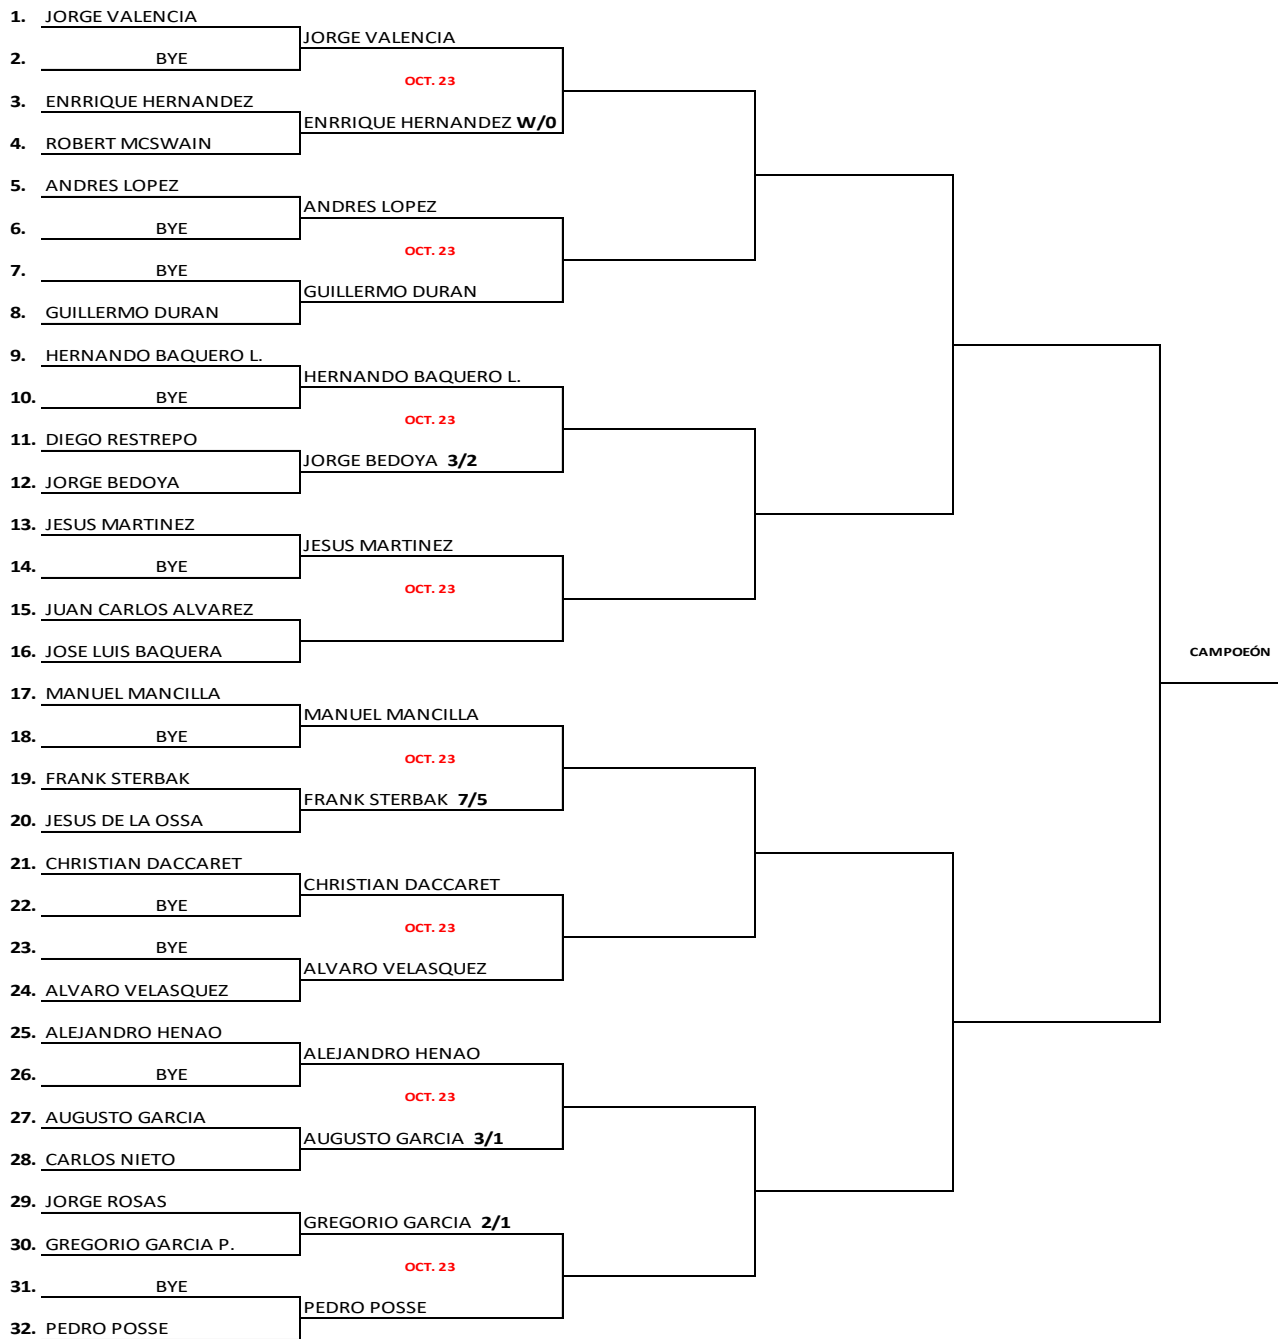 1. JORGE VALENCIA
JORGE VALENCIA
2. BYE
OCT. 23
3. ENRRIQUE HERNANDEZ
ENRRIQUE HERNANDEZ W/0
4. ROBERT MCSWAIN
5. ANDRES LOPEZ
ANDRES LOPEZ
6. BYE
OCT. 23
7. BYE
GUILLERMO DURAN
8. GUILLERMO DURAN
9. HERNANDO BAQUERO L.
HERNANDO BAQUERO L.
10. BYE
OCT. 23
11. DIEGO RESTREPO
JORGE BEDOYA 3/2
12. JORGE BEDOYA
13. JESUS MARTINEZ
JESUS MARTINEZ
14. BYE
OCT. 23
15. JUAN CARLOS ALVAREZ
16. JOSE LUIS BAQUERA
CAMPOEÓN
17. MANUEL MANCILLA
MANUEL MANCILLA
18. BYE
OCT. 23
19. FRANK STERBAK
FRANK STERBAK 7/5
20. JESUS DE LA OSSA
21. CHRISTIAN DACCARET
CHRISTIAN DACCARET
22. BYE
OCT. 23
23. BYE
ALVARO VELASQUEZ
24. ALVARO VELASQUEZ
25. ALEJANDRO HENAO
ALEJANDRO HENAO
26. BYE
OCT. 23
27. AUGUSTO GARCIA
AUGUSTO GARCIA 3/1
28. CARLOS NIETO
29. JORGE ROSAS
GREGORIO GARCIA 2/1
30. GREGORIO GARCIA P.
OCT. 23
31. BYE
PEDRO POSSE
32. PEDRO POSSE